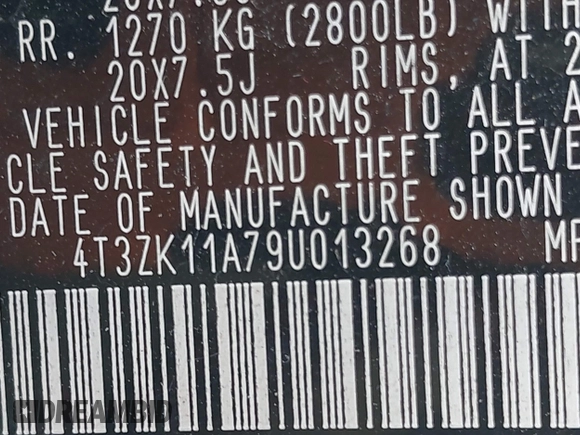 RR. 1270 KG (2800LB) WITH
20X7.5J RIMS, AT 2
VEHICLE CONFORMS TO ALL A
CLE SAFETY AND THEFT PREVE
DATE OF MANUFACTURE SHOWN
4T3ZK11A79U013268 MF
BIDREAMBID